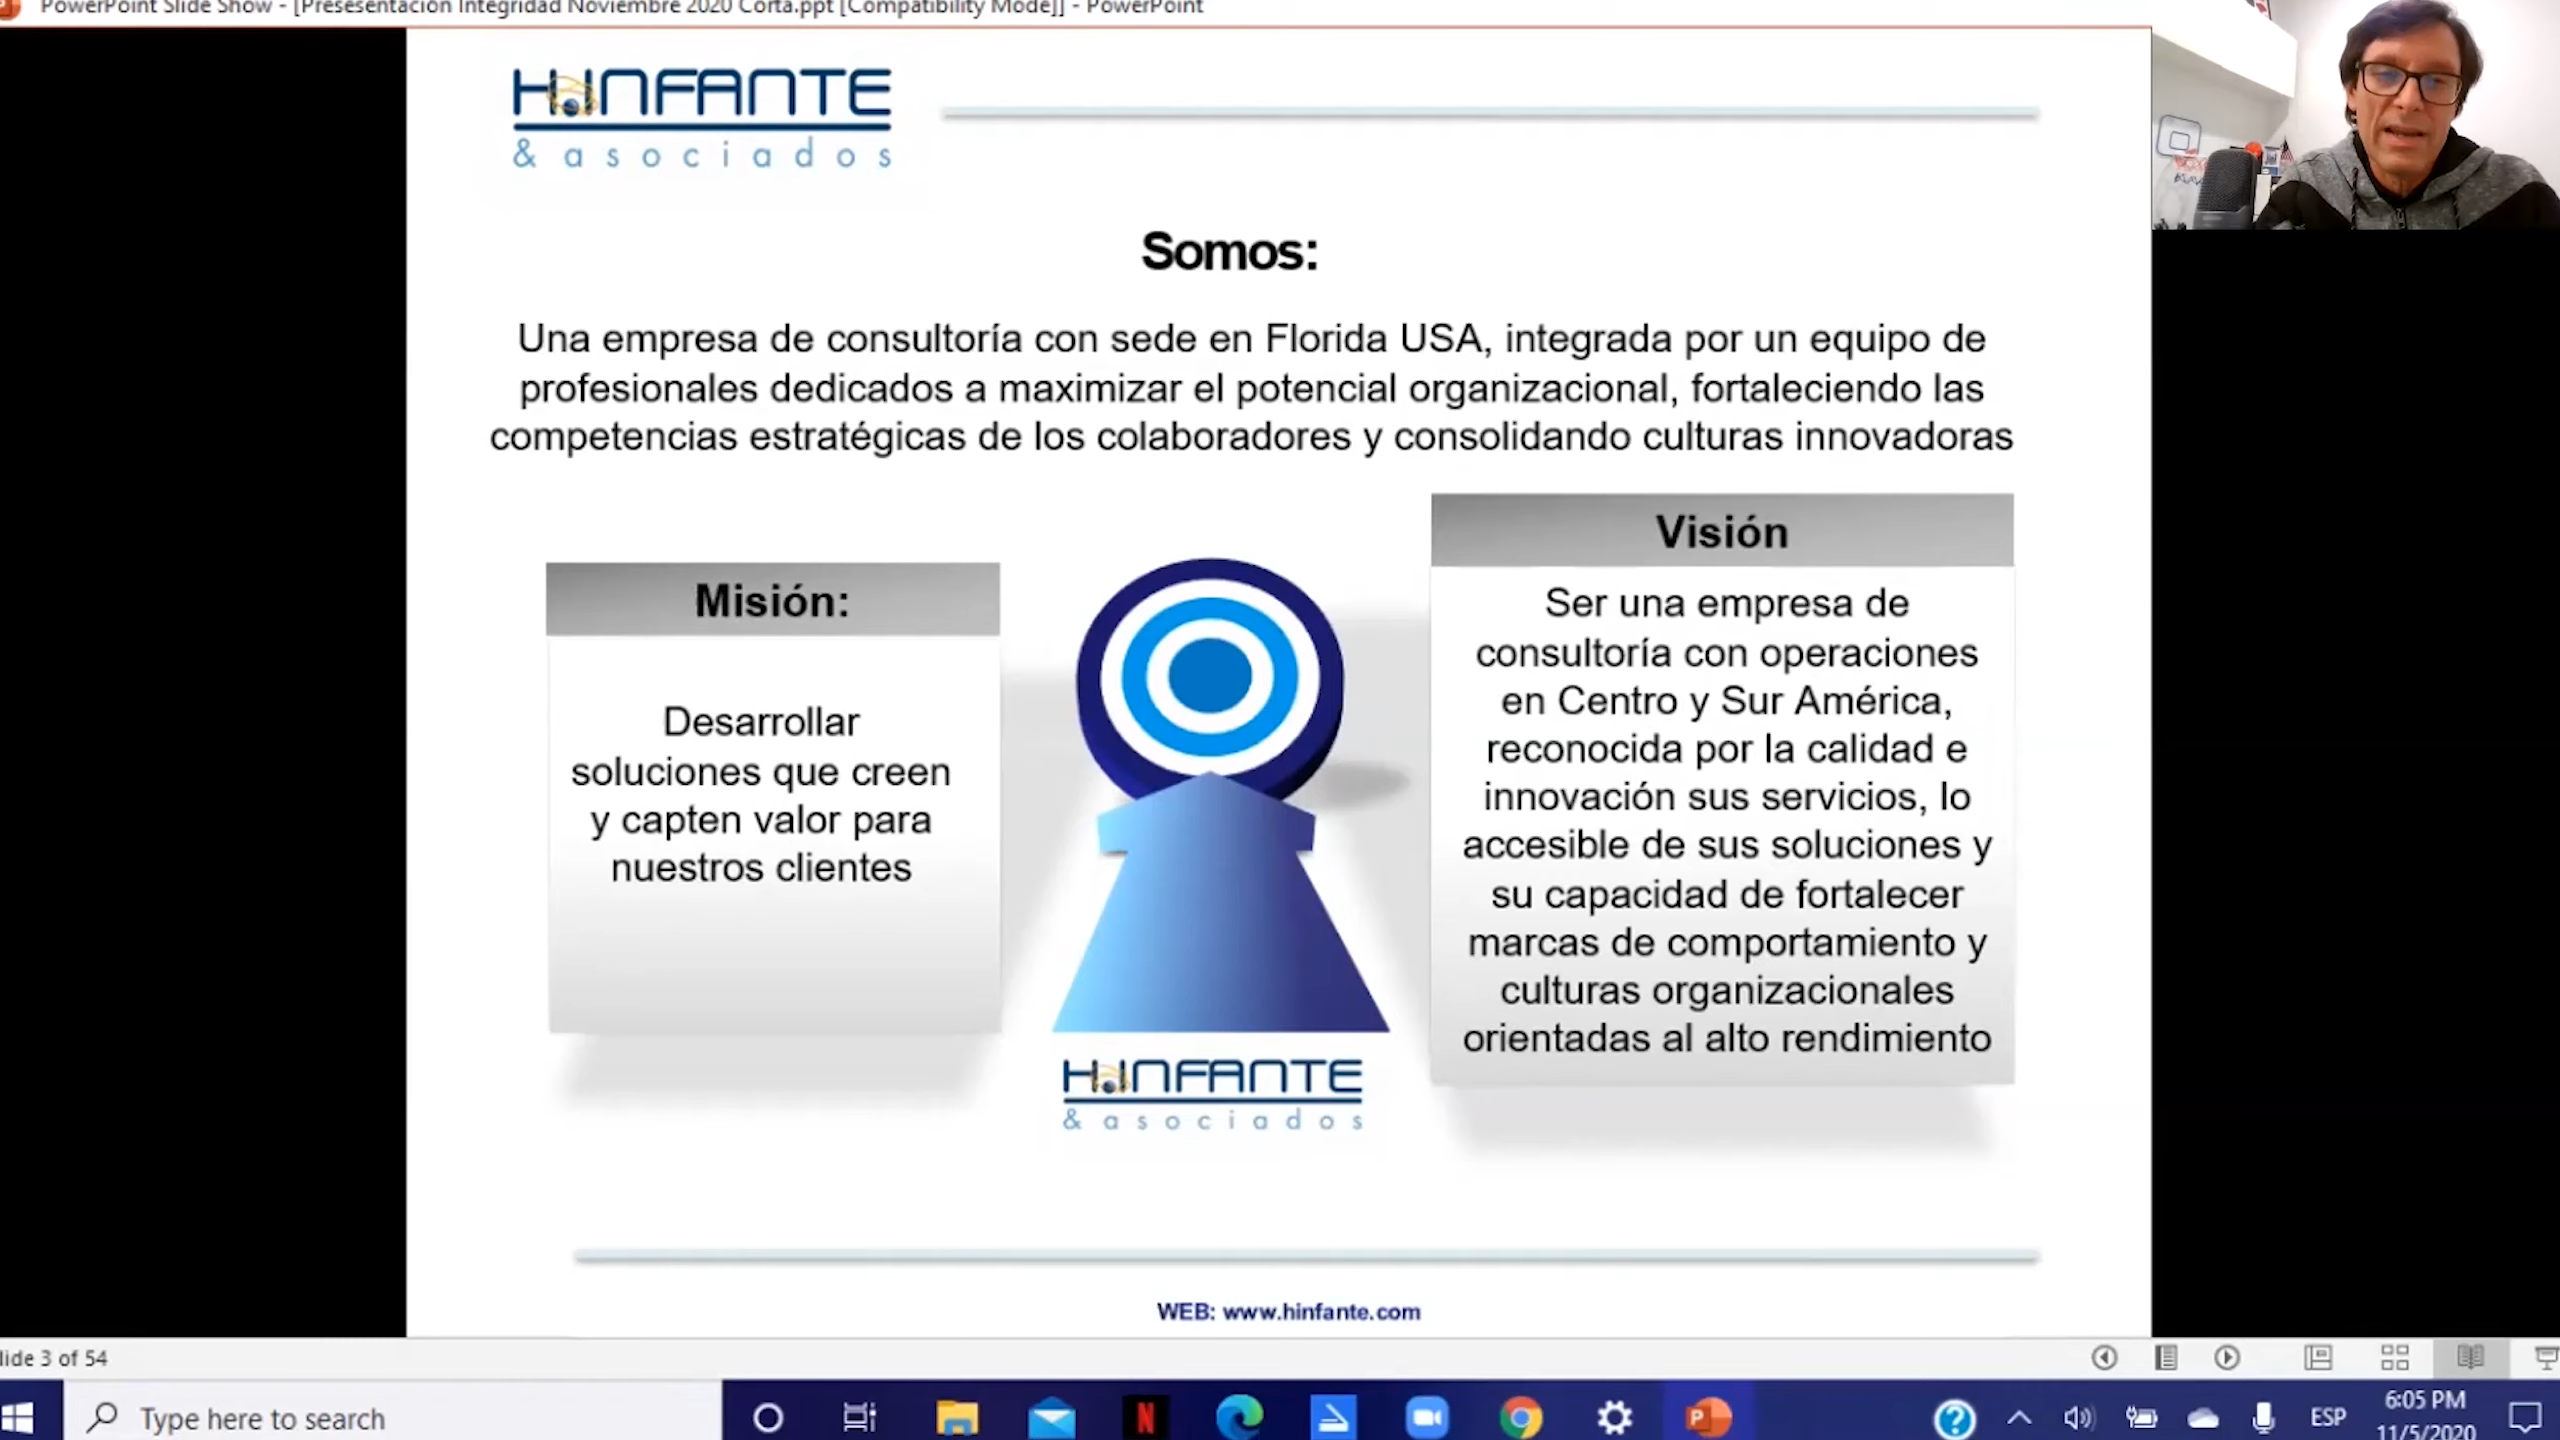 PowerPoint Slide Show - [Presesentación Integridad Noviembre 2020 Corta.ppt [Compatibility Mode]] - PowerPoint
H.INFANTE
& asociados
Somos:
Una empresa de consultoría con sede en Florida USA, integrada por un equipo de
profesionales dedicados a maximizar el potencial organizacional, fortaleciendo las
competencias estratégicas de los colaboradores y consolidando culturas innovadoras
Misión:
Desarrollar
soluciones que creen
y capten valor para
nuestros clientes
Visión
Ser una empresa de
consultoría con operaciones
en Centro y Sur América,
reconocida por la calidad e
innovación sus servicios, lo
accesible de sus soluciones y
su capacidad de fortalecer
marcas de comportamiento y
culturas organizacionales
orientadas al alto rendimiento
H.INFANTE
& asociados
WEB: www.hinfante.com
lide 3 of 54
Type here to search
ESP
6:05 PM
11/5/2020